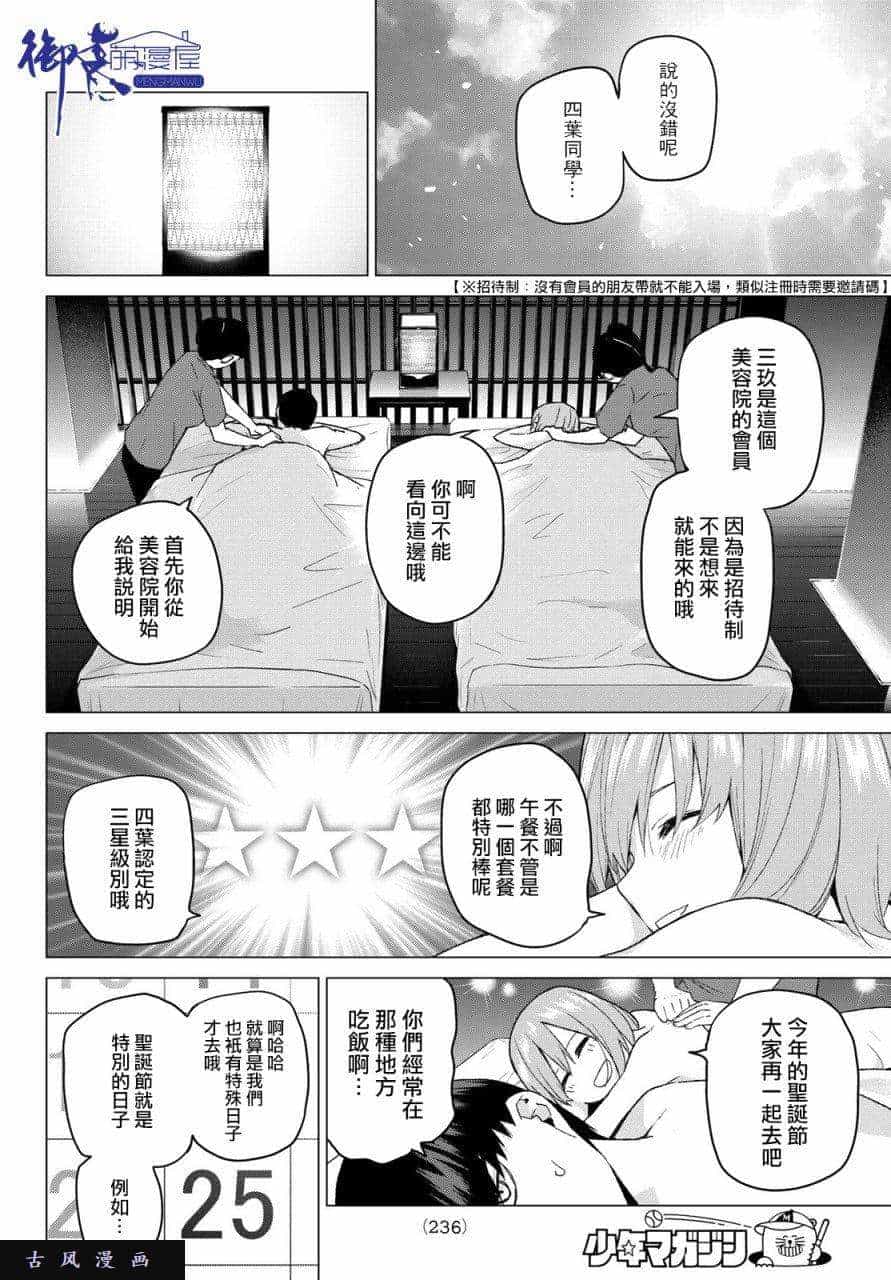 御景萌漫屋
MENGMANWU
說的沒錯呢
四葉同學…
【※招待制：沒有會員的朋友帶就不能入場，類似注冊時需要邀請碼】
三玖是這個
美容院的會員
因為是招待制
不是想來
就能來的哦
啊
你可不能
看向這邊哦
首先你從
美容院開始
給我説明
不過啊
午餐不管是
哪一個套餐
都特別棒呢
四葉認定的
三星級別哦
今年的聖誕節
大家再一起去吧
你們經常在
那種地方
吃飯啊…
啊哈哈
就算是我們
也衹有特殊日子
才去哦
聖誕節就是
特別的日子
例如…
25
（236）
少年マガジン
古风漫画